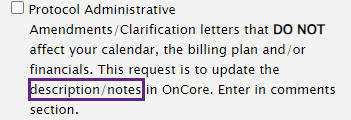 Protocol Administrative
Amendments/Clarification letters that DO NOT
affect your calendar, the billing plan and/or
financials. This request is to update the
description/notes in OnCore. Enter in comments
section.